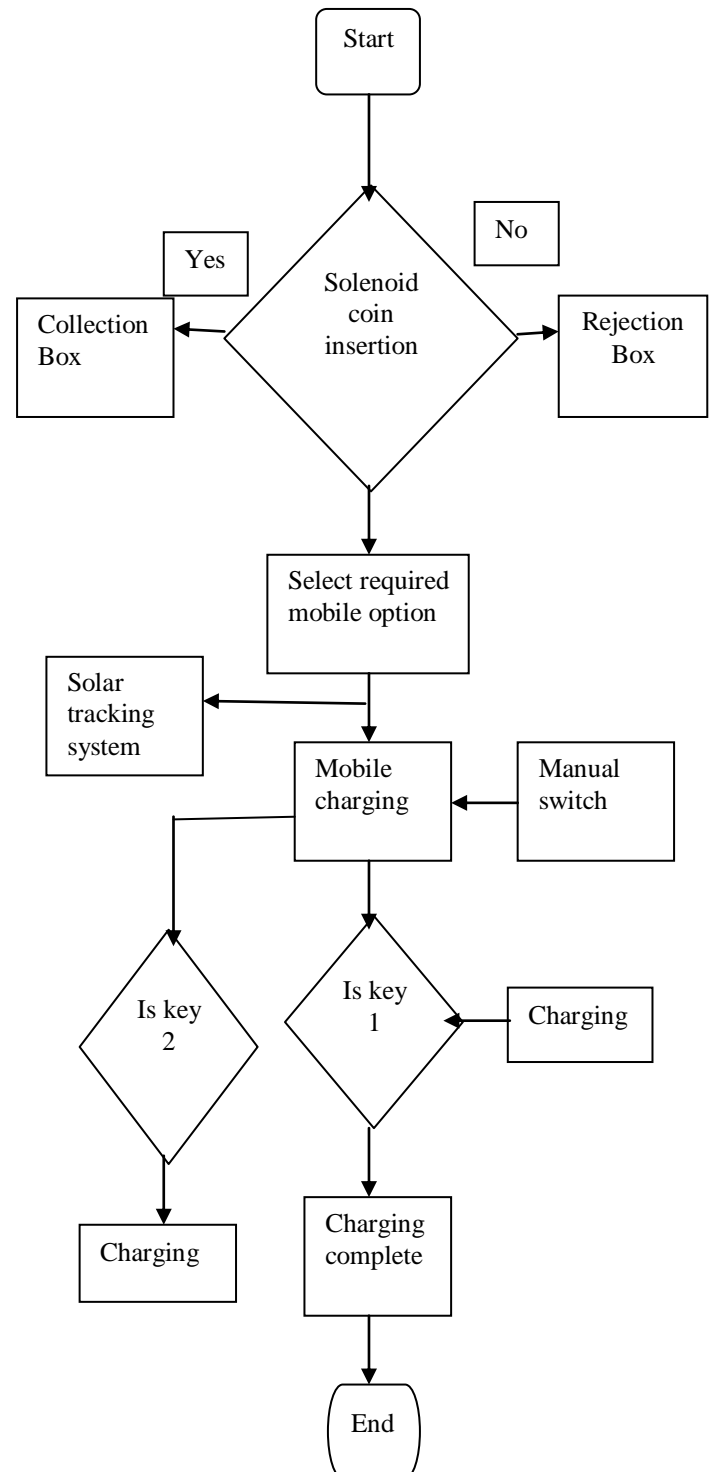 Start
No
Yes
Solenoid
coin
insertion
Collection
Box
Rejection
Box
Select required
mobile option
Solar
tracking
system
Mobile
charging
Manual
switch
Is key
2
Is key
1
Charging
Charging
Charging
complete
End